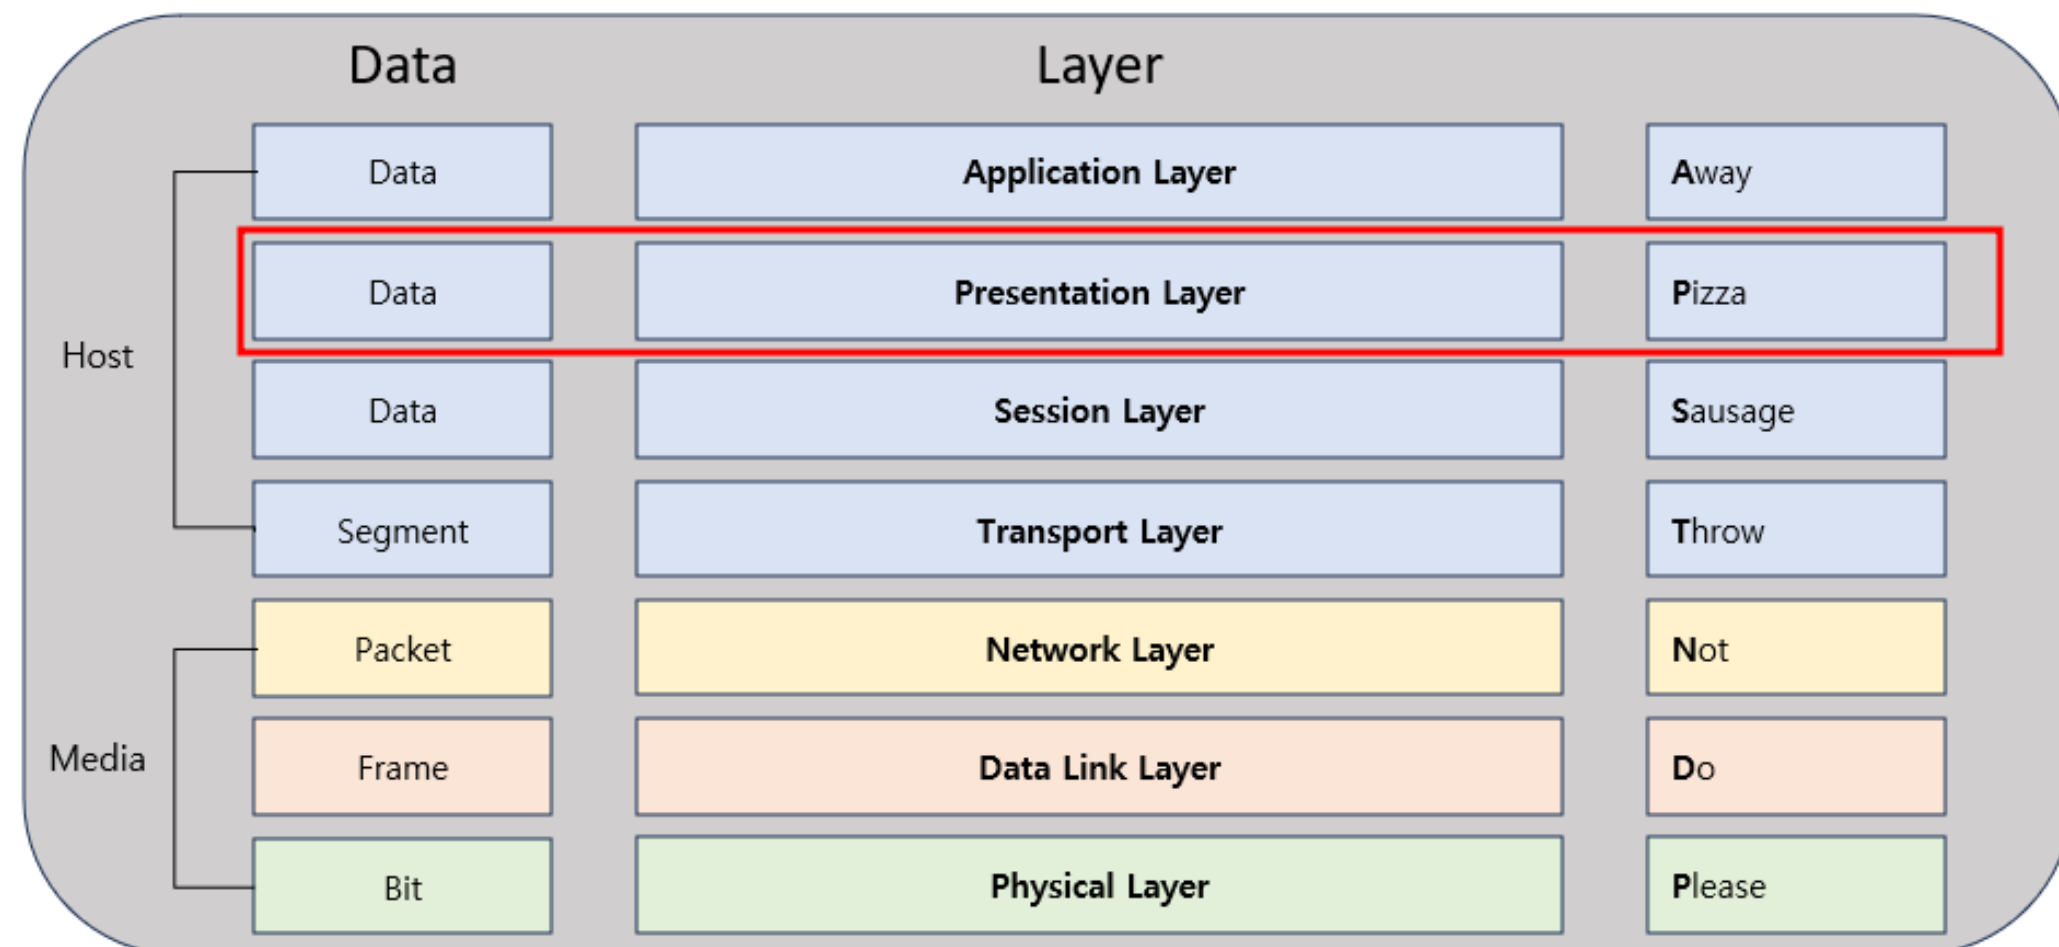 Data Layer
Data Application Layer Away
Data Presentation Layer Pizza
Host
Data Session Layer Sausage
Segment Transport Layer Throw
Packet Network Layer Not
Media
Frame Data Link Layer Do
Bit Physical Layer Please